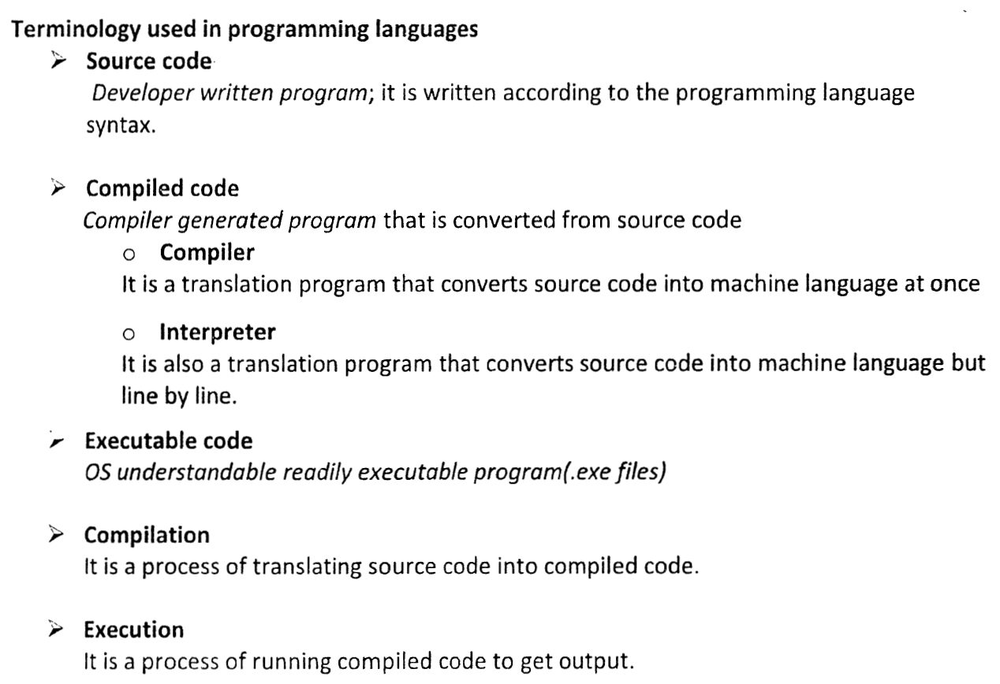 Terminology used in programming languages
➢ Source code
Developer written program; it is written according to the programming language
syntax.
➢ Compiled code
Compiler generated program that is converted from source code
o Compiler
It is a translation program that converts source code into machine language at once
o Interpreter
It is also a translation program that converts source code into machine language but
line by line.
➢ Executable code
OS understandable readily executable program(.exe files)
➢ Compilation
It is a process of translating source code into compiled code.
➢ Execution
It is a process of running compiled code to get output.